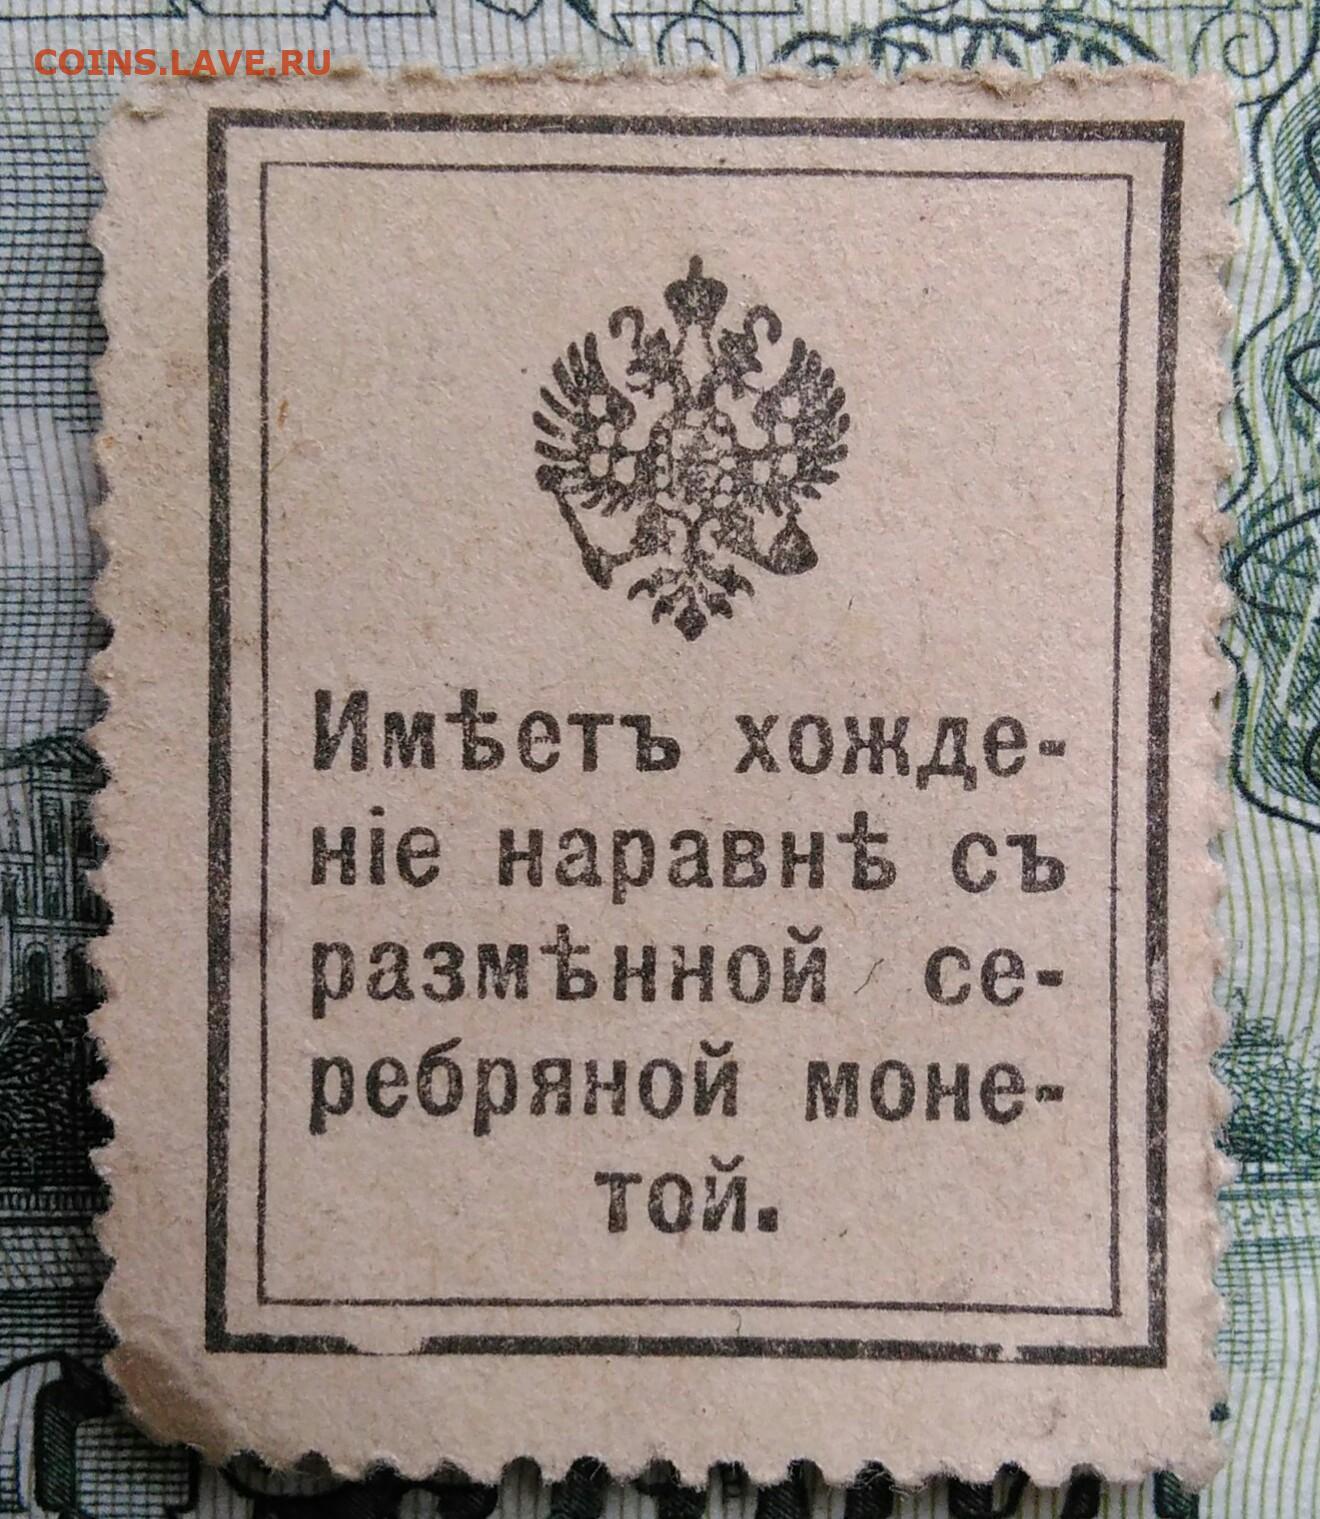 COINS.LAVE.RU
Имѣетъ хожде-
ніе наравнѣ съ
размѣнной се-
ребряной моне-
той.